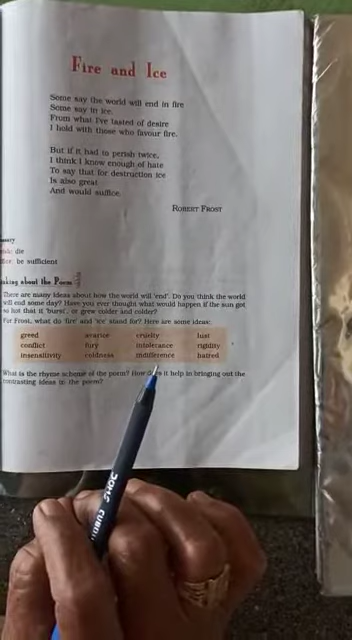 Fire and Ice
Some say the world will end in fire
Some say in ice.
From what I've tasted of desire
I hold with those who favour fire.
But if it had to perish twice,
I think I know enough of hate
To say that for destruction ice
Is also great
And would suffice.
ROBERT FROST
die
be sufficient
about the Poem
There are many ideas about how the world will 'end'. Do you think the world
will end some day? Have you ever thought what would happen if the sun got
so hot that it 'burst', or grew colder and colder?
For Frost, what do 'fire' and 'ice' stand for? Here are some ideas:
greed avarice cruelty lust
conflict fury intolerance rigidity
insensitivity coldness indifference hatred
What is the rhyme scheme of the poem? How does it help in bringing out the
contrasting ideas in the poem?